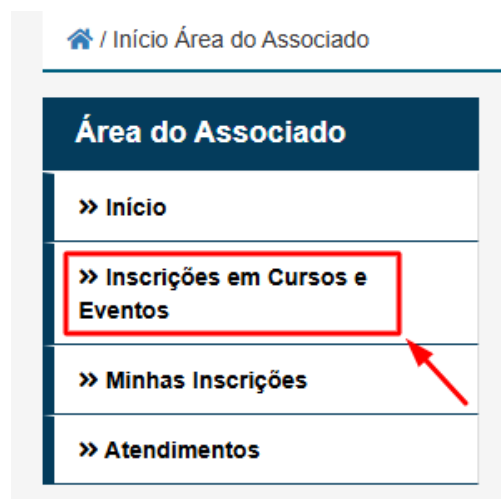 / Início Área do Associado
Área do Associado
» Início
» Inscrições em Cursos e
Eventos
» Minhas Inscrições
» Atendimentos